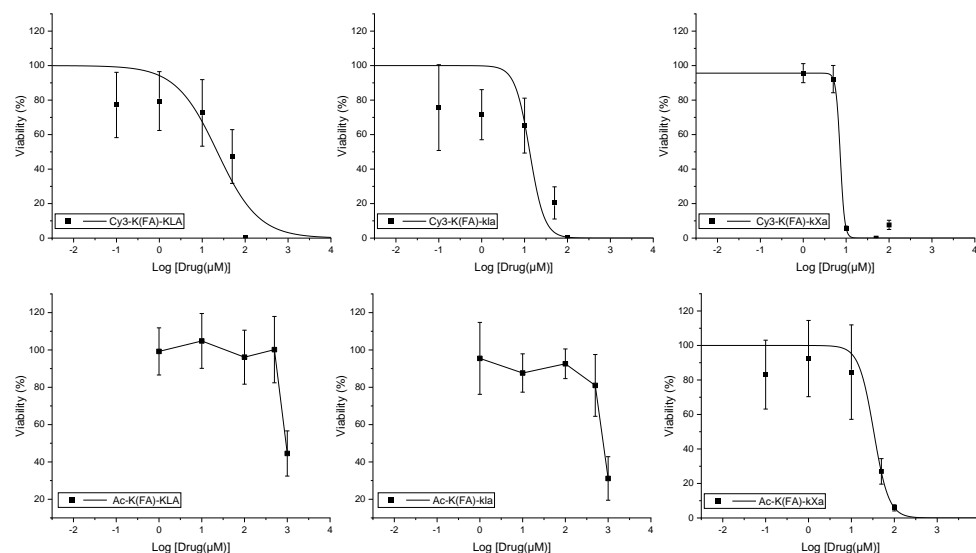 120
100
80
60
40
20
0
Viability (%)
Cy3-K(FA)-KLA
-2 -1 0 1 2 3 4
Log [Drug(µM)]
120
100
80
60
40
20
0
Viability (%)
Cy3-K(FA)-kla
-2 -1 0 1 2 3 4
Log [Drug(µM)]
120
100
80
60
40
20
0
Viability (%)
Cy3-K(FA)-kXa
-2 -1 0 1 2 3 4
Log [Drug(µM)]
120
100
80
60
40
20
Viability (%)
Ac-K(FA)-KLA
-2 -1 0 1 2 3 4
Log [Drug(µM)]
120
100
80
60
40
20
Viability (%)
Ac-K(FA)-kla
-2 -1 0 1 2 3 4
Log [Drug(µM)]
120
100
80
60
40
20
0
Viability (%)
Ac-K(FA)-kXa
-2 -1 0 1 2 3
Log [Drug(µM)]